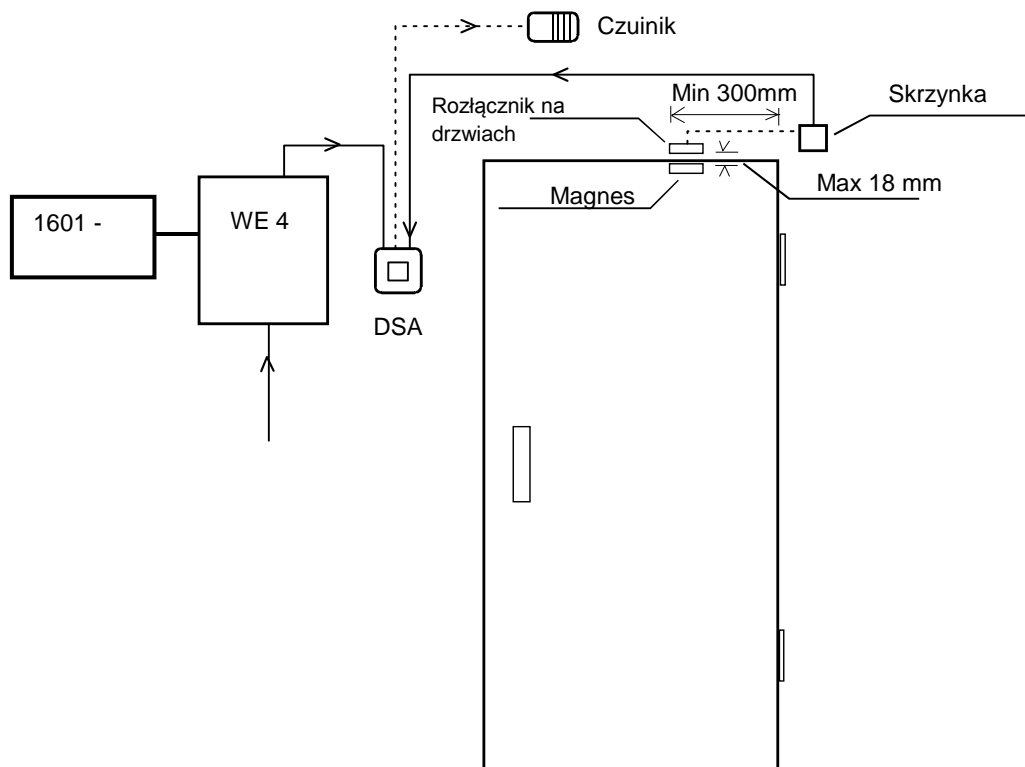 Czuinik
Min 300mm
Skrzynka
Rozłącznik na
drzwiach
Magnes
Max 18 mm
1601 -
WE 4
DSA